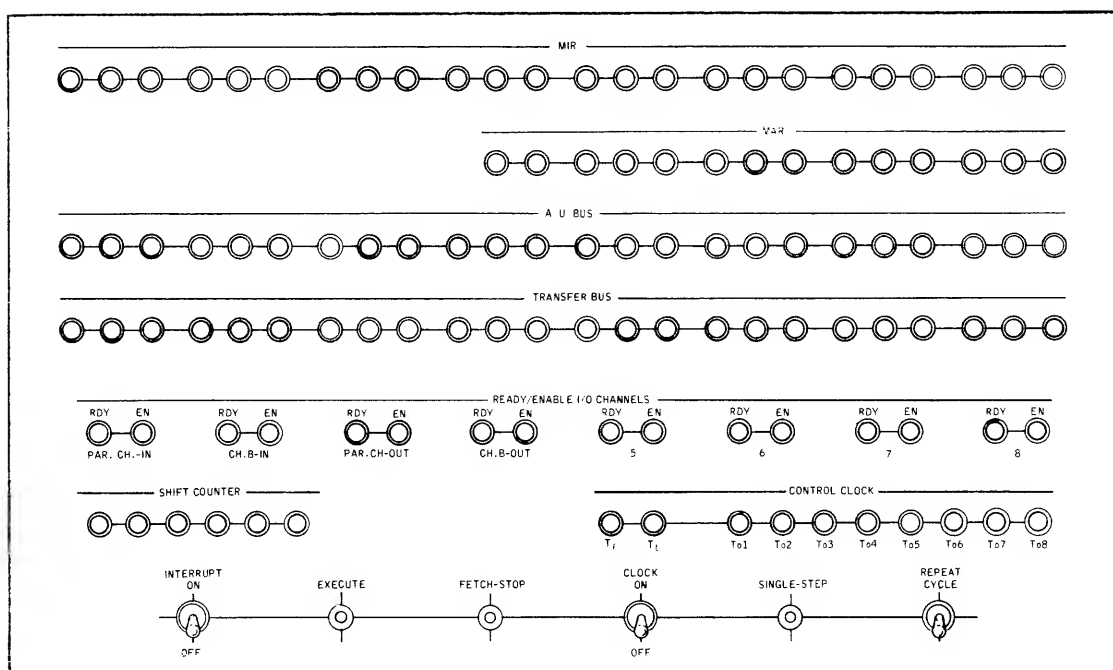 MIR
MAR
A U BUS
TRANSFER BUS
READY/ENABLE I/O CHANNELS
RDY EN RDY EN RDY EN RDY EN RDY EN RDY EN RDY EN RDY EN
PAR. CH.-IN CH.B-IN PAR.CH-OUT CH.B-OUT 5 6 7 8
SHIFT COUNTER CONTROL CLOCK
To1 To2 To3 To4 To5 To6 To7 To8
INTERRUPT CLOCK REPEAT
ON EXECUTE FETCH-STOP ON SINGLE-STEP CYCLE
OFF OFF